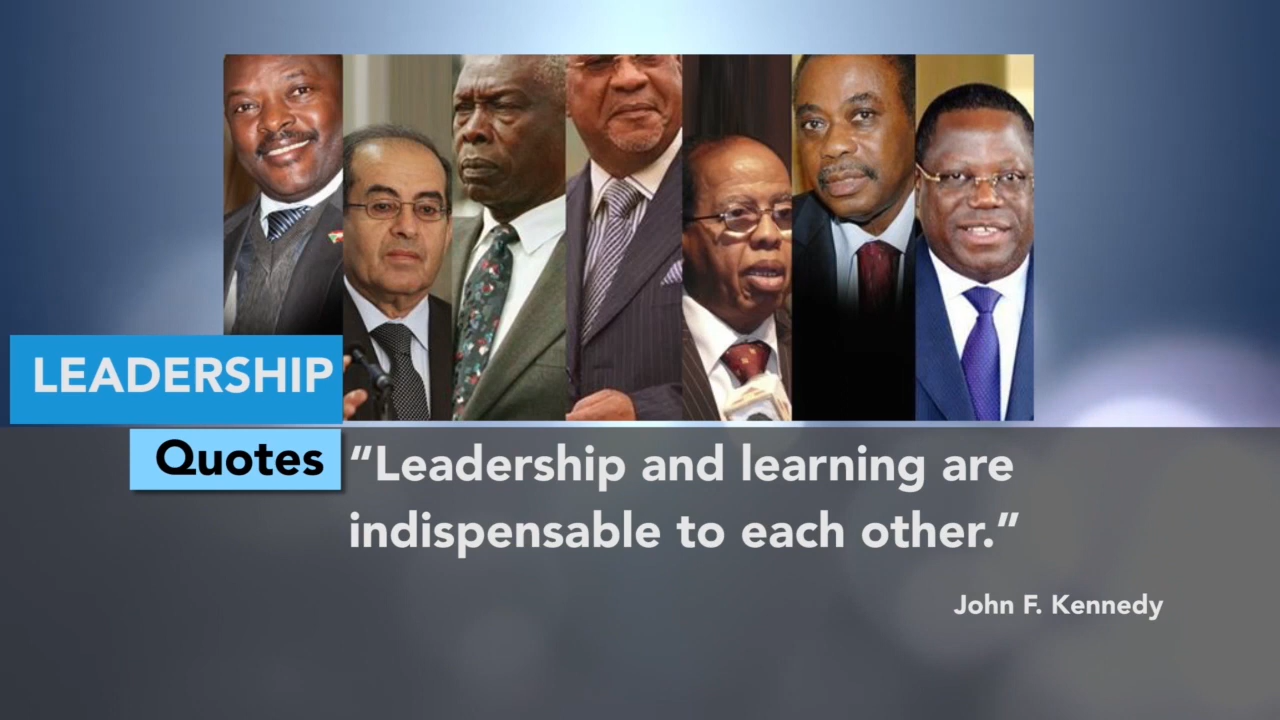 LEADERSHIP
Quotes
“Leadership and learning are
indispensable to each other.”
John F. Kennedy